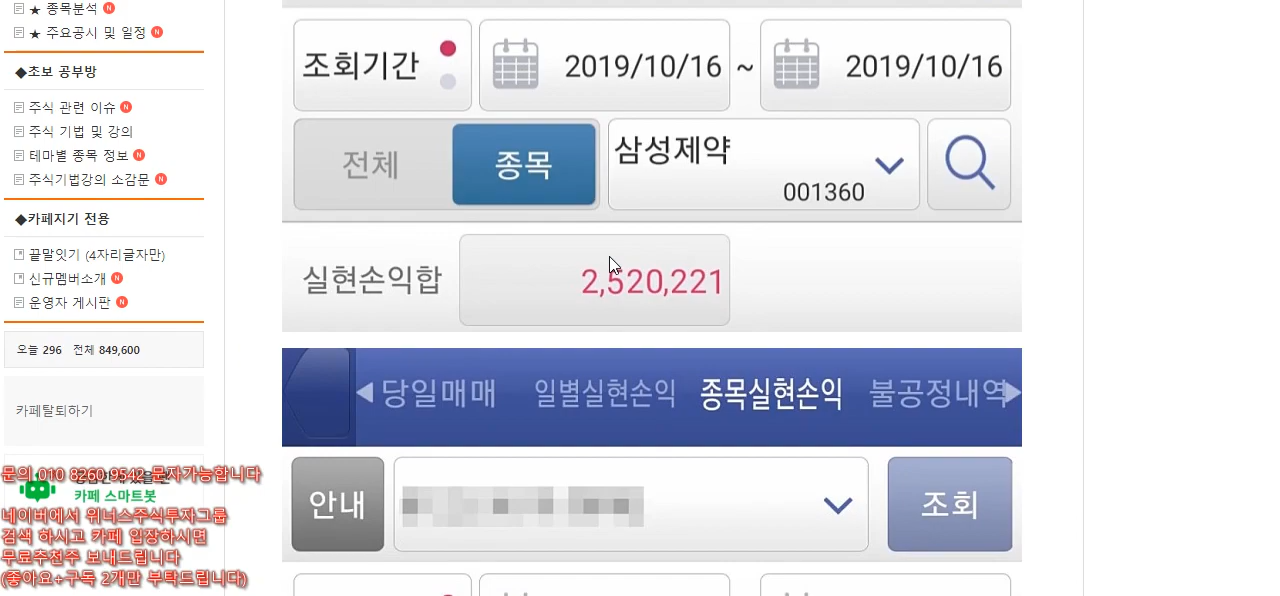 ★ 종목분석 N
★ 주요공시 및 일정 N
◆초보 공부방
주식 관련 이슈 N
주식 기법 및 강의
테마별 종목 정보 N
주식기법강의 소감문 N
◆카페지기 전용
끝말잇기 (4자리글자만)
신규멤버소개 N
운영자 게시판 N
오늘 296 전체 849,600
카페탈퇴하기
카페 스마트봇
문의 010 8260 9542 문자가능합니다
네이버에서 위너스주식투자그룹
검색 하시고 카페 입장하시면
무료추천주 보내드립니다
(좋아요+구독 2개만 부탁드립니다)
조회기간 2019/10/16 ~ 2019/10/16
전체 종목 삼성제약 001360
실현손익합 2,520,221
당일매매 일별실현손익 종목실현손익 불공정내역
안내 조회